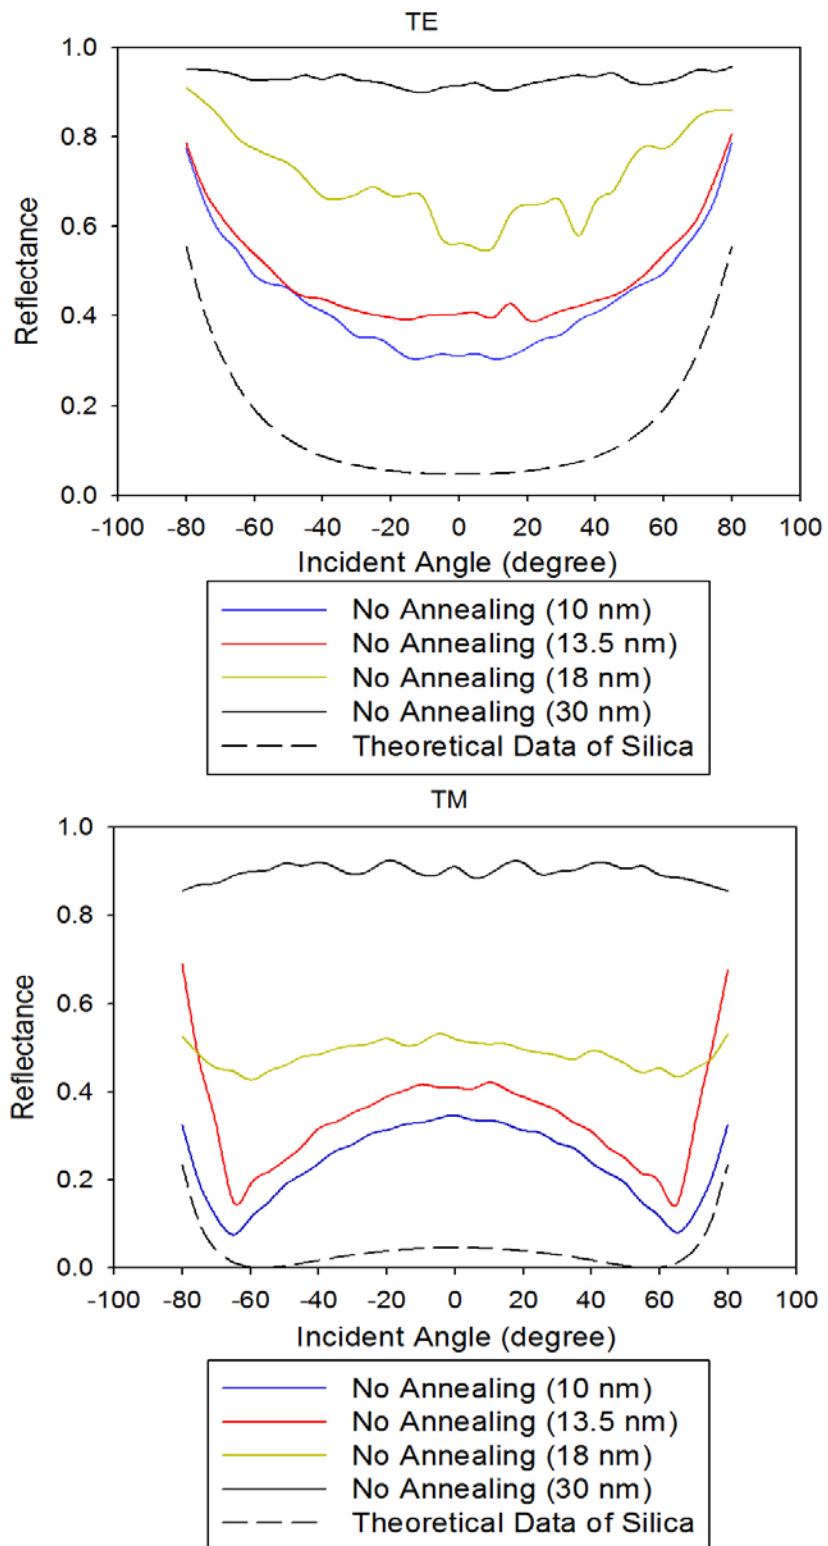 TE
1.0
0.8
0.6
0.4
0.2
0.0
Reflectance
-100 -80 -60 -40 -20 0 20 40 60 80 100
Incident Angle (degree)
No Annealing (10 nm)
No Annealing (13.5 nm)
No Annealing (18 nm)
No Annealing (30 nm)
Theoretical Data of Silica
TM
1.0
0.8
0.6
0.4
0.2
0.0
Reflectance
-100 -80 -60 -40 -20 0 20 40 60 80 100
Incident Angle (degree)
No Annealing (10 nm)
No Annealing (13.5 nm)
No Annealing (18 nm)
No Annealing (30 nm)
Theoretical Data of Silica